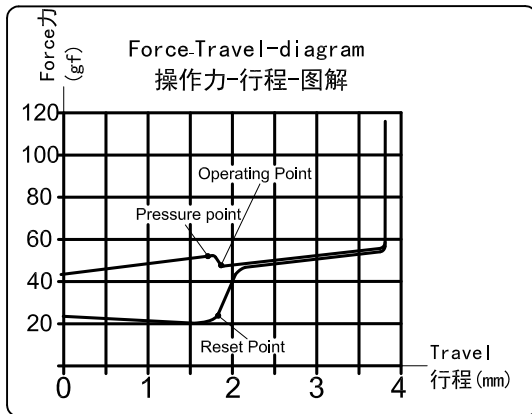 Force力
(gf)
Force-Travel-diagram
操作力-行程-图解
120
100
80
60
40
20
Operating Point
Pressure point
Reset Point
0
1
2
3
4
Travel
行程(mm)